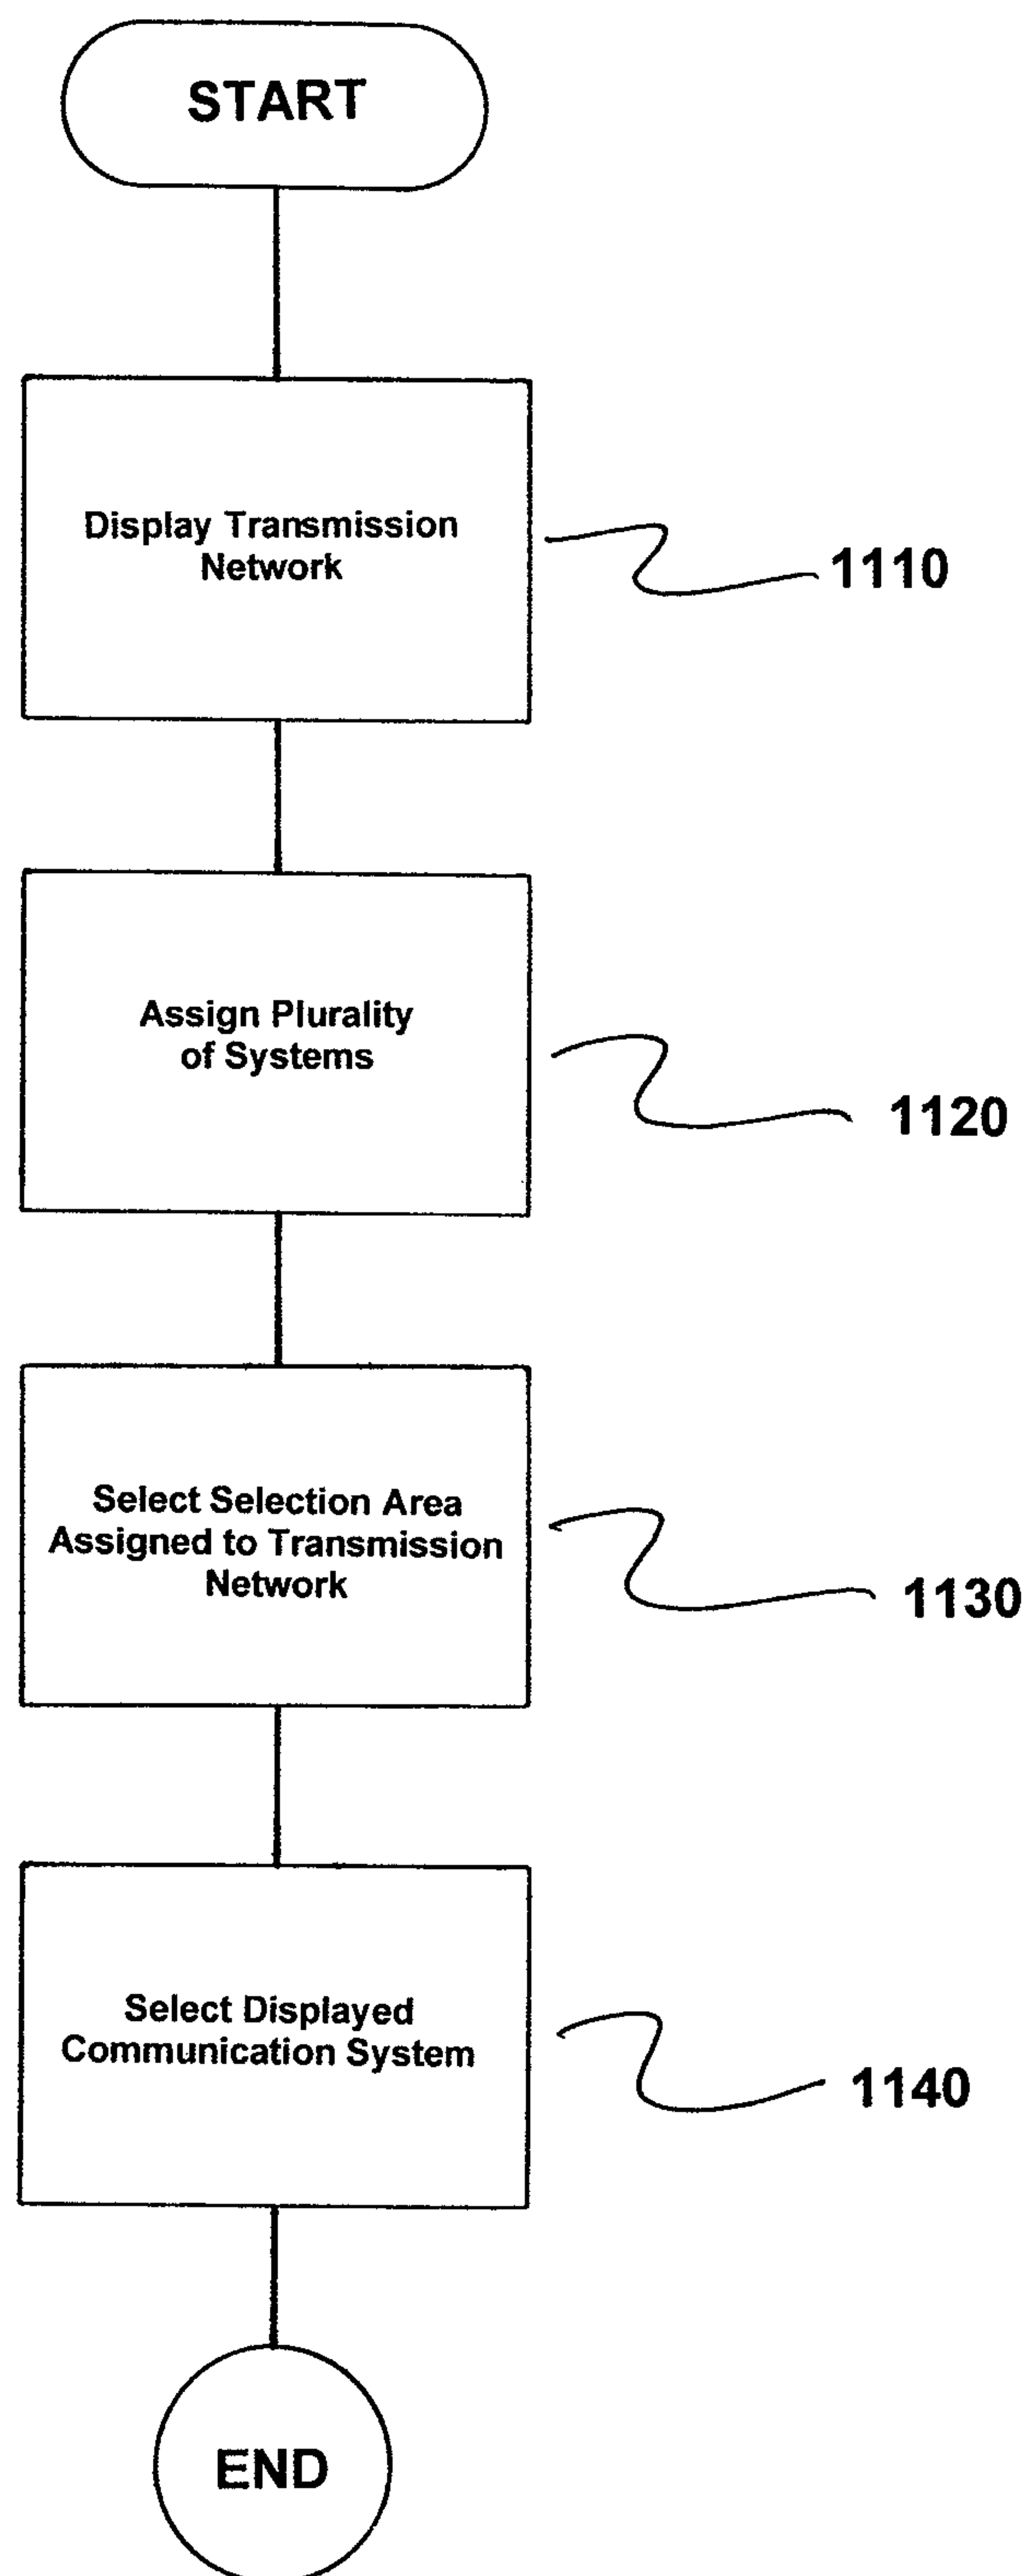 START
Display Transmission
Network
1110
Assign Plurality
of Systems
1120
Select Selection Area
Assigned to Transmission
Network
1130
Select Displayed
Communication System
1140
END